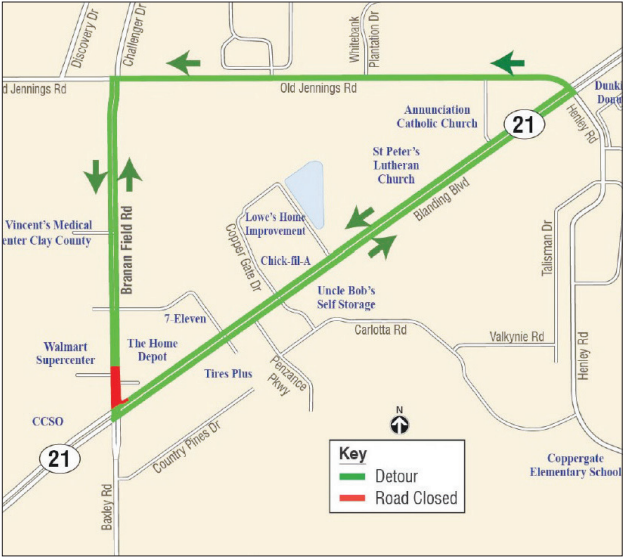 Discovery Dr
Challenger Dr
Whitebank
Plantation Dr
d Jennings Rd
Old Jennings Rd
Dunki
Donu
Annunciation
Catholic Church
21
Henley Rd
St Peter's
Lutheran
Church
Blanding Blvd
Vincent's Medical
enter Clay County
Branan Field Rd
Lowe's Home
Improvement
Copper Gate Dr
Chick-fil-A
Talisman Dr
Uncle Bob's
Self Storage
7-Eleven
Carlotta Rd
Valkynie Rd
Henley Rd
Walmart
Supercenter
The Home
Depot
Tires Plus
Penzance
Pkwy
CCSO
Country Pines Dr
N
21
Baxley Rd
Key
Detour
Road Closed
Coppergate
Elementary School